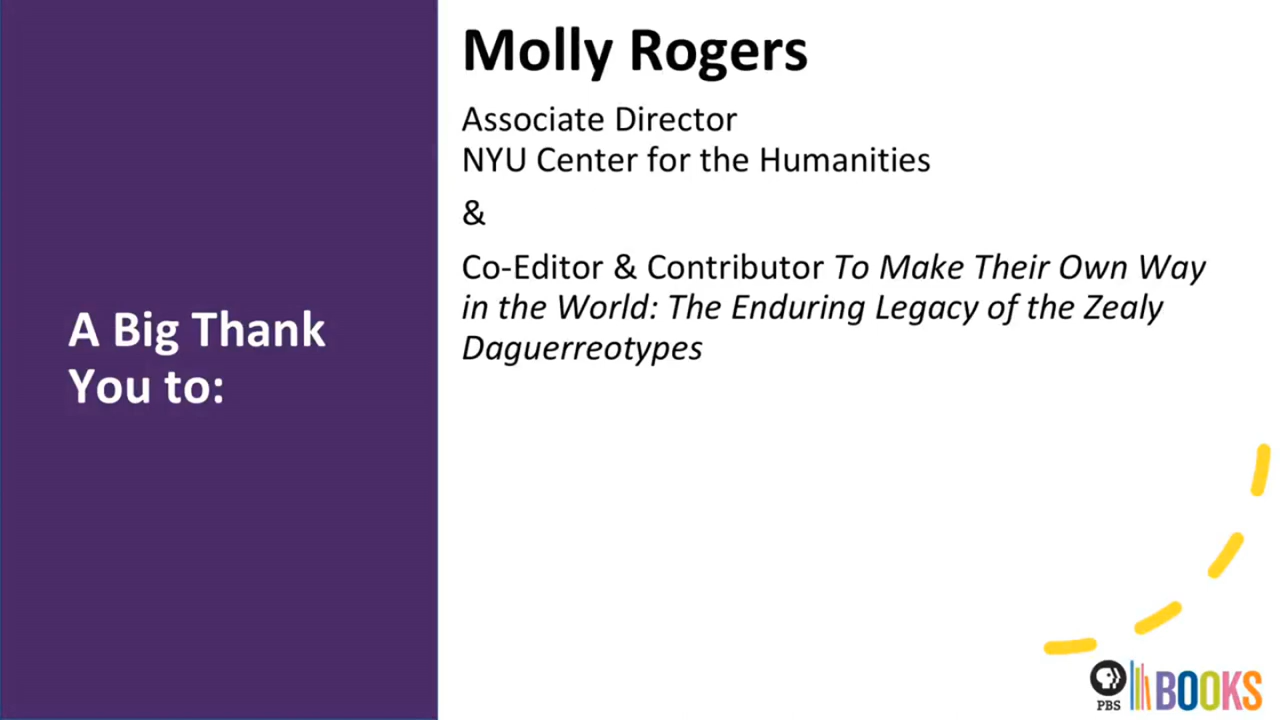 A Big Thank
You to:
Molly Rogers
Associate Director
NYU Center for the Humanities
&
Co-Editor & Contributor To Make Their Own Way
in the World: The Enduring Legacy of the Zealy
Daguerreotypes
PBS BOOKS